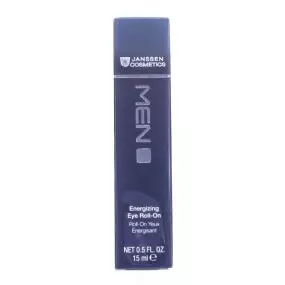 JANSSEN
COSMETICS
MEN
Energizing
Eye Roll-On
Roll-On Yeux
Énergisant
NET 0.5 FL. OZ.
15 ml ℮